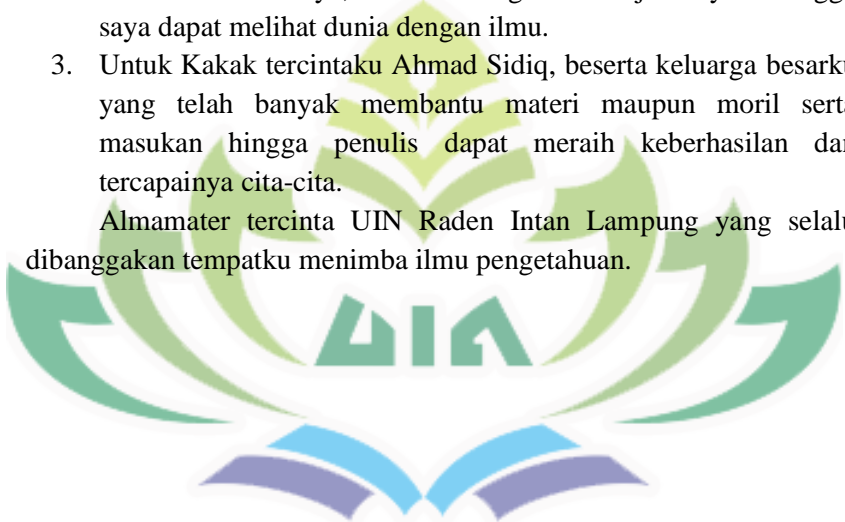 saya dapat melihat dunia dengan ilmu.
3. Untuk Kakak tercintaku Ahmad Sidiq, beserta keluarga besarku
yang telah banyak membantu materi maupun moril serta
masukan hingga penulis dapat meraih keberhasilan dan
tercapainya cita-cita.
Almamater tercinta UIN Raden Intan Lampung yang selalu
dibanggakan tempatku menimba ilmu pengetahuan.
UIN